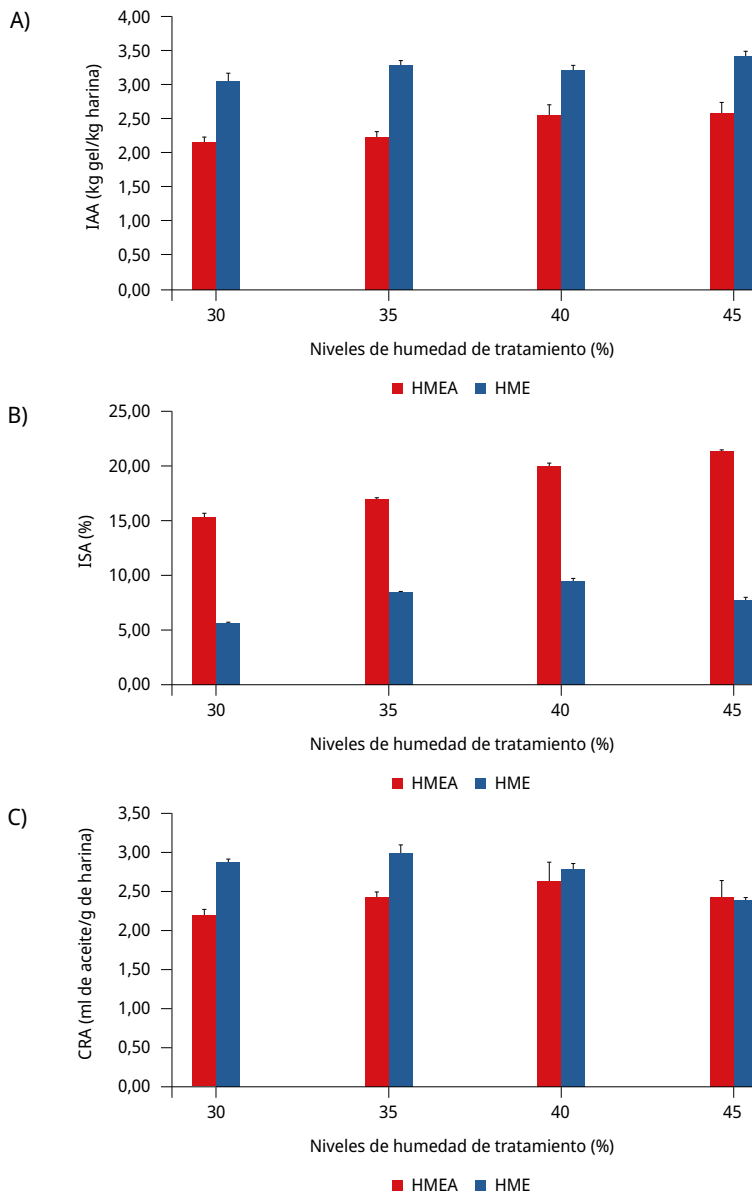 A)
IAA (kg gel/kg harina)
4,00
3,50
3,00
2,50
2,00
1,50
1,00
0,50
0,00
30 35 40 45
Niveles de humedad de tratamiento (%)
HMEA HME
B)
ISA (%)
25,00
20,00
15,00
10,00
5,00
0,00
30 35 40 45
Niveles de humedad de tratamiento (%)
HMEA HME
C)
CRA (ml de aceite/g de harina)
3,50
3,00
2,50
2,00
1,50
1,00
0,50
0,00
30 35 40 45
Niveles de humedad de tratamiento (%)
HMEA HME